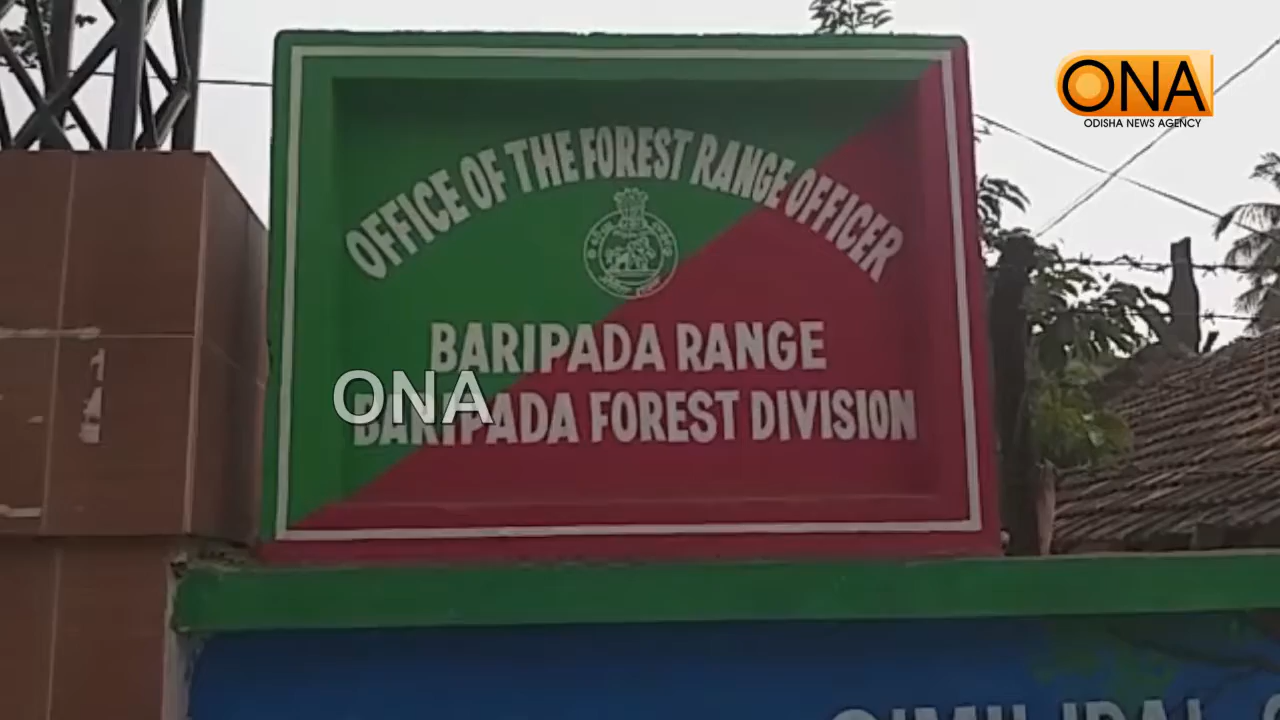 ONA
ODISHA NEWS AGENCY
OFFICE OF THE FOREST RANGE OFFICER
BARIPADA RANGE
ONA
BARIPADA FOREST DIVISION